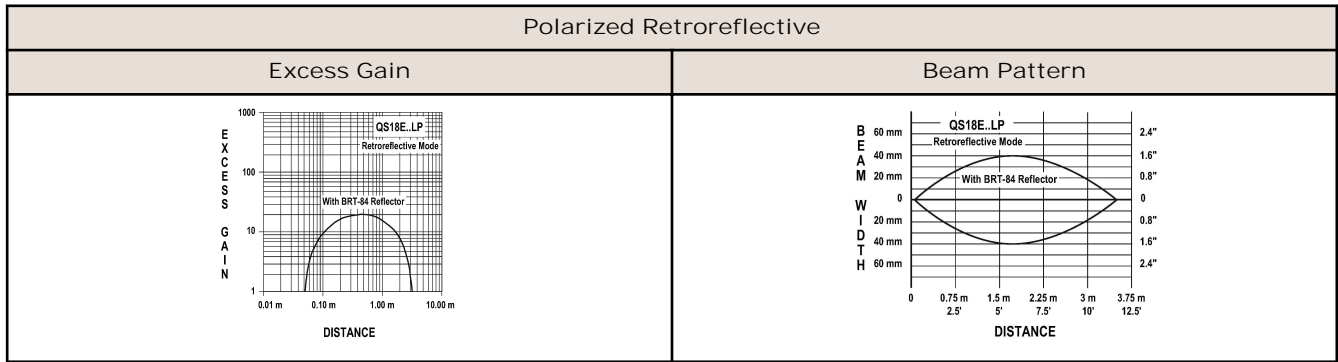 Polarized Retroreflective
Excess Gain
Beam Pattern
EXCESS GAIN
1000
100
10
1
QS18E..LP
Retroreflective Mode
With BRT-84 Reflector
0.01 m 0.10 m 1.00 m 10.00 m
DISTANCE
BEAM WIDTH
60 mm
40 mm
20 mm
0
20 mm
40 mm
60 mm
QS18E..LP
Retroreflective Mode
With BRT-84 Reflector
2.4"
1.6"
0.8"
0
0.8"
1.6"
2.4"
0 0.75 m 1.5 m 2.25 m 3 m 3.75 m
2.5' 5' 7.5' 10' 12.5'
DISTANCE